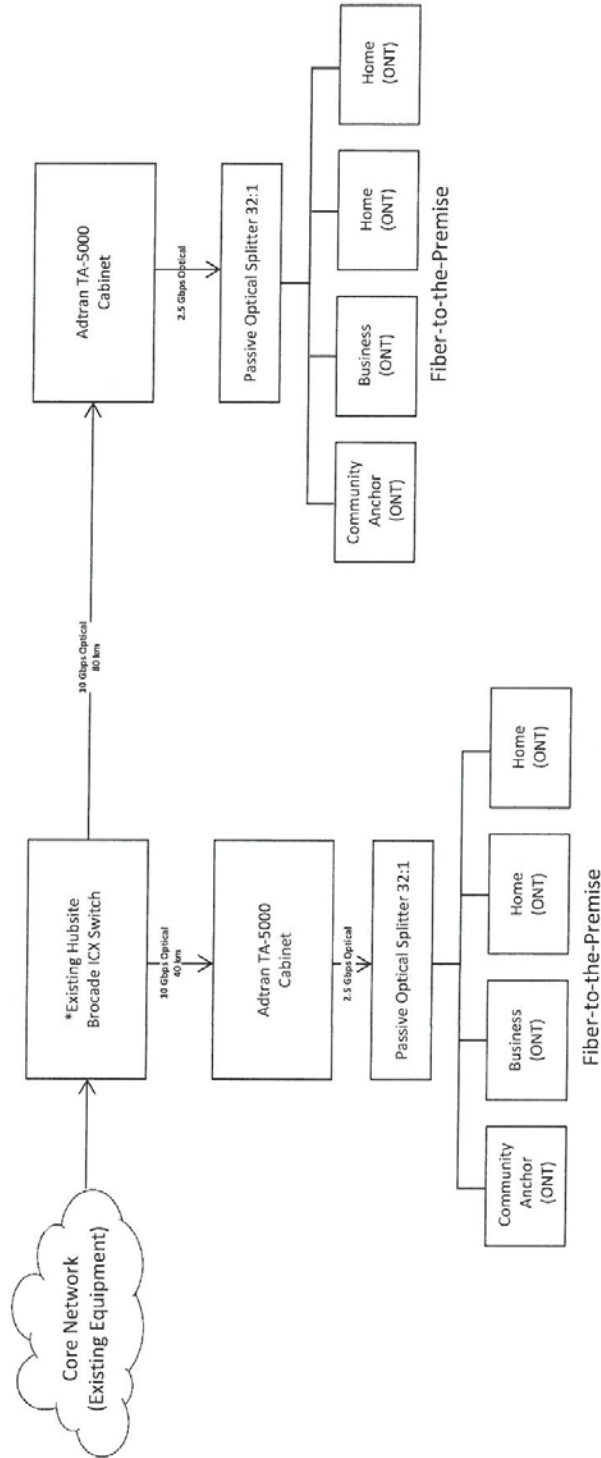 Core Network
(Existing Equipment)
*Existing Hubsite
Brocade ICX Switch
10 Gbps Optical
80 km
Adtran TA-5000
Cabinet
2.5 Gbps Optical
Passive Optical Splitter 32:1
Community
Anchor
(ONT)
Business
(ONT)
Home
(ONT)
Home
(ONT)
Fiber-to-the-Premise
10 Gbps Optical
40 km
Adtran TA-5000
Cabinet
2.5 Gbps Optical
Passive Optical Splitter 32:1
Community
Anchor
(ONT)
Business
(ONT)
Home
(ONT)
Home
(ONT)
Fiber-to-the-Premise